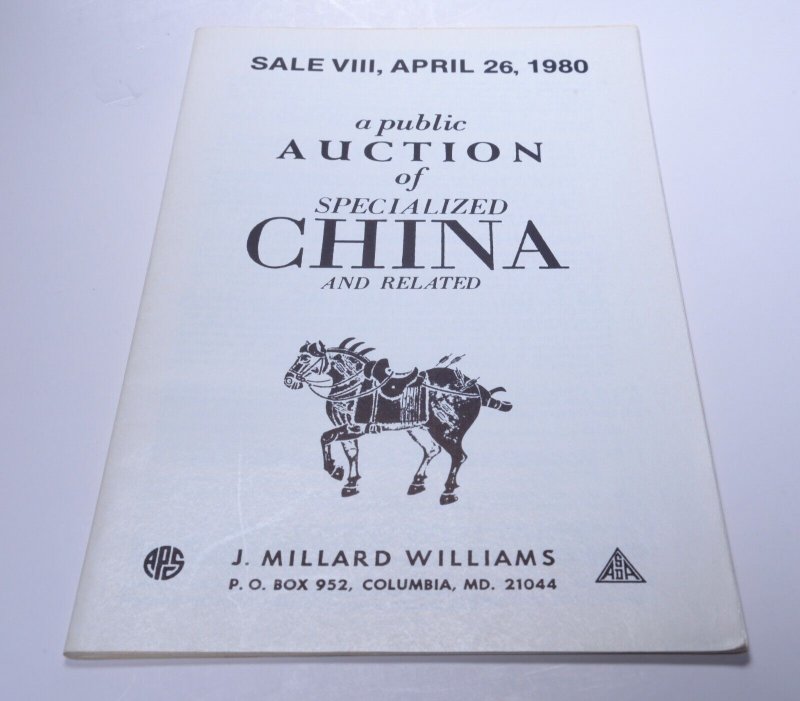 SALE VIII, APRIL 26, 1980
a public
AUCTION
of
SPECIALIZED
CHINA
AND RELATED
APS
J. MILLARD WILLIAMS
P. O. BOX 952, COLUMBIA, MD. 21044
ASDA